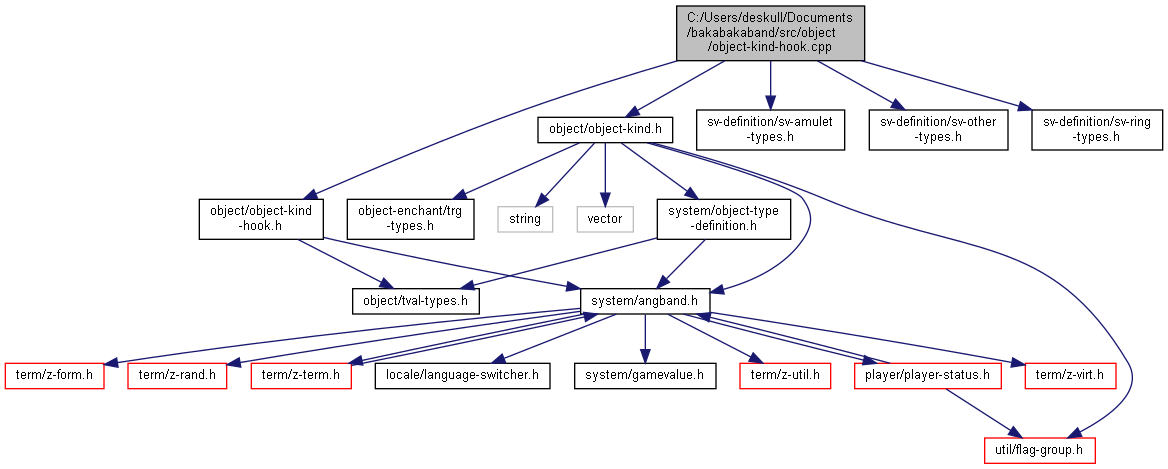 C:/Users/deskull/Documents
/bakabakaband/src/object
/object-kind-hook.cpp
object/object-kind.h
sv-definition/sv-amulet
-types.h
sv-definition/sv-other
-types.h
sv-definition/sv-ring
-types.h
object/object-kind
-hook.h
object-enchant/trg
-types.h
string
vector
system/object-type
-definition.h
object/tval-types.h
system/angband.h
term/z-form.h
term/z-rand.h
term/z-term.h
locale/language-switcher.h
system/gamevalue.h
term/z-util.h
player/player-status.h
term/z-virt.h
util/flag-group.h